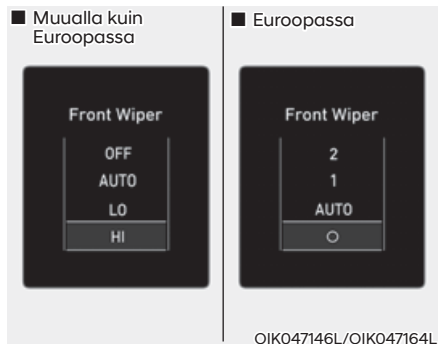 ■ Muualla kuin
Euroopassa
Front Wiper
OFF
AUTO
LO
HI
■ Euroopassa
Front Wiper
2
1
AUTO
O
OIK047146L/OIK047164L